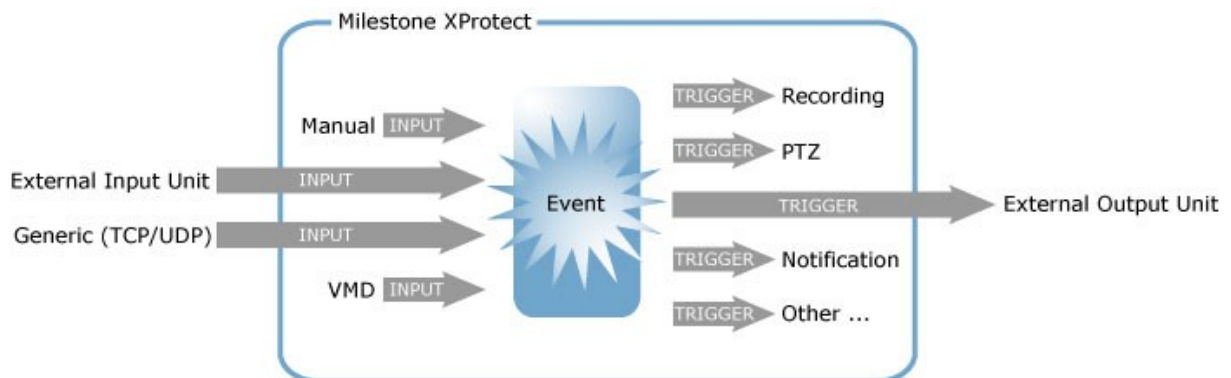 Milestone XProtect
Manual INPUT
External Input Unit INPUT
Generic (TCP/UDP) INPUT
VMD INPUT
Event
TRIGGER Recording
TRIGGER PTZ
TRIGGER External Output Unit
TRIGGER Notification
TRIGGER Other ...